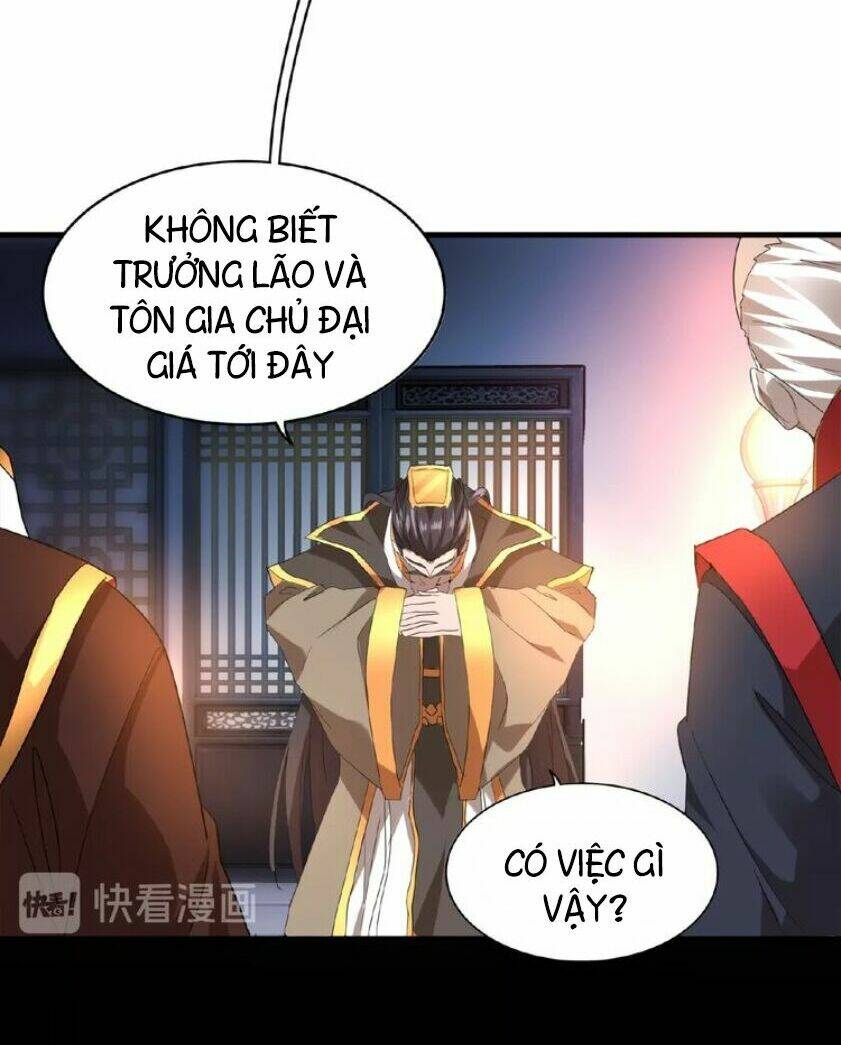 KHÔNG BIẾT
TRƯỞNG LÃO VÀ
TÔN GIA CHỦ ĐẠI
GIÁ TỚI ĐÂY
CÓ VIỆC GÌ
VẬY?
快看! 快看漫画